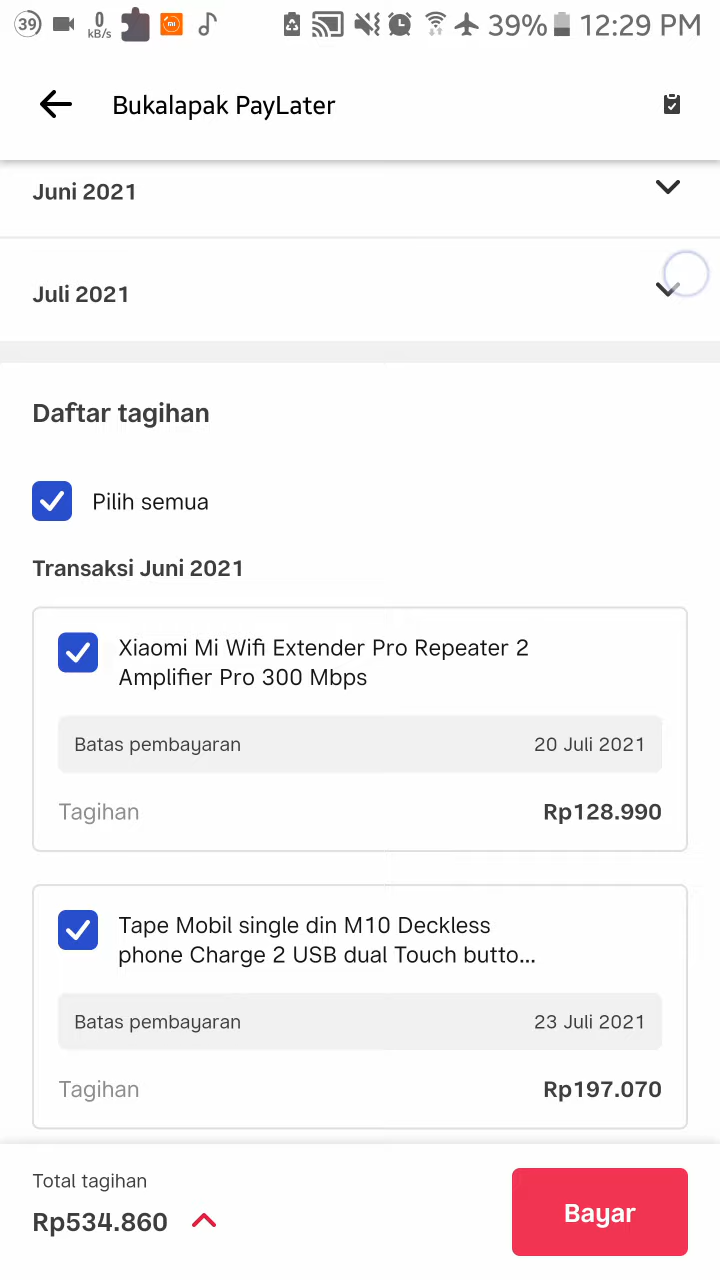 39
0
kB/s
39%
12:29 PM
Bukalapak PayLater
Juni 2021
Juli 2021
Daftar tagihan
Pilih semua
Transaksi Juni 2021
Xiaomi Mi Wifi Extender Pro Repeater 2
Amplifier Pro 300 Mbps
Batas pembayaran 20 Juli 2021
Tagihan Rp128.990
Tape Mobil single din M10 Deckless
phone Charge 2 USB dual Touch butto...
Batas pembayaran 23 Juli 2021
Tagihan Rp197.070
Total tagihan
Rp534.860
Bayar